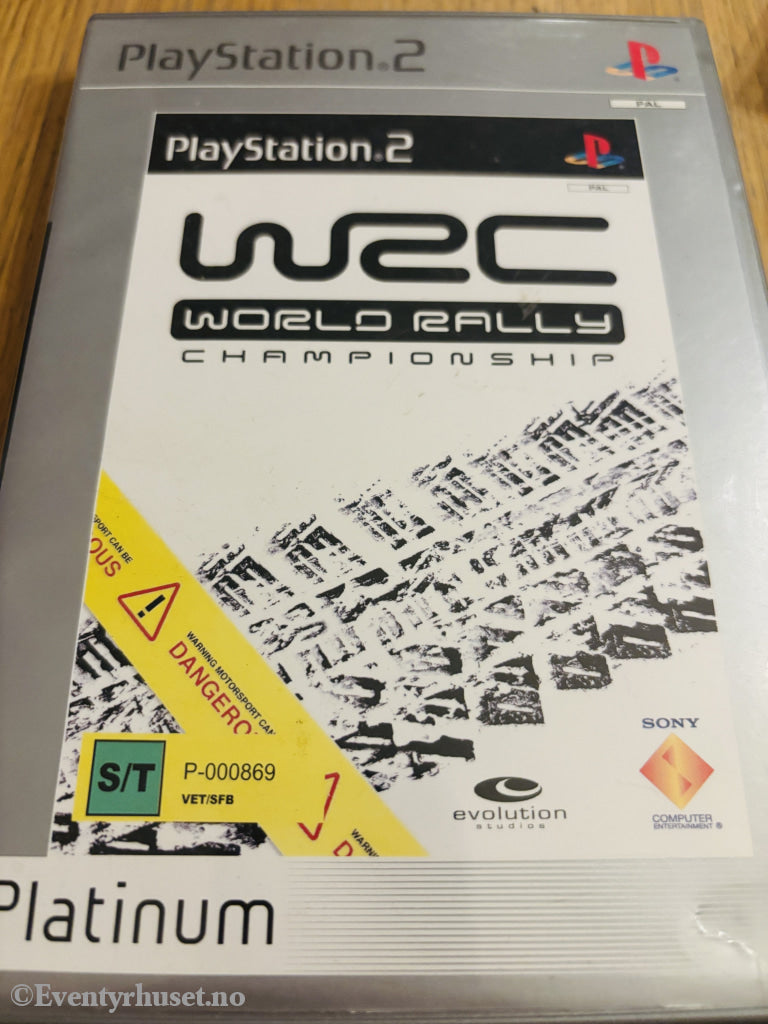 PlayStation.2
PAL
PlayStation.2
PAL
WRC
WORLD RALLY
CHAMPIONSHIP
SPORT CAN BE
OUS
!
WARNING MOTORSPORT CAN
DANGERO
S/T
P-000869
VET/SFB
WARN
D
evolution
studios
SONY
COMPUTER
ENTERTAINMENT ®
Platinum
©Eventyrhuset.no